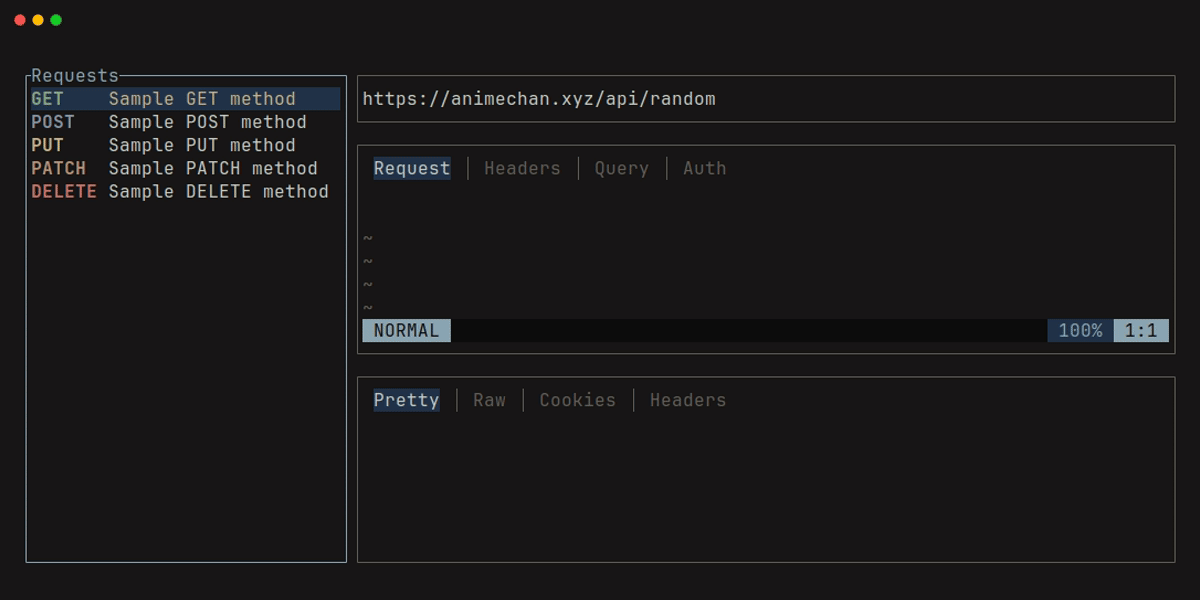 Requests
GET Sample GET method
POST Sample POST method
PUT Sample PUT method
PATCH Sample PATCH method
DELETE Sample DELETE method
https://animechan.xyz/api/random
Request │ Headers │ Query │ Auth
~
~
~
~
NORMAL 100% 1:1
Pretty │ Raw │ Cookies │ Headers